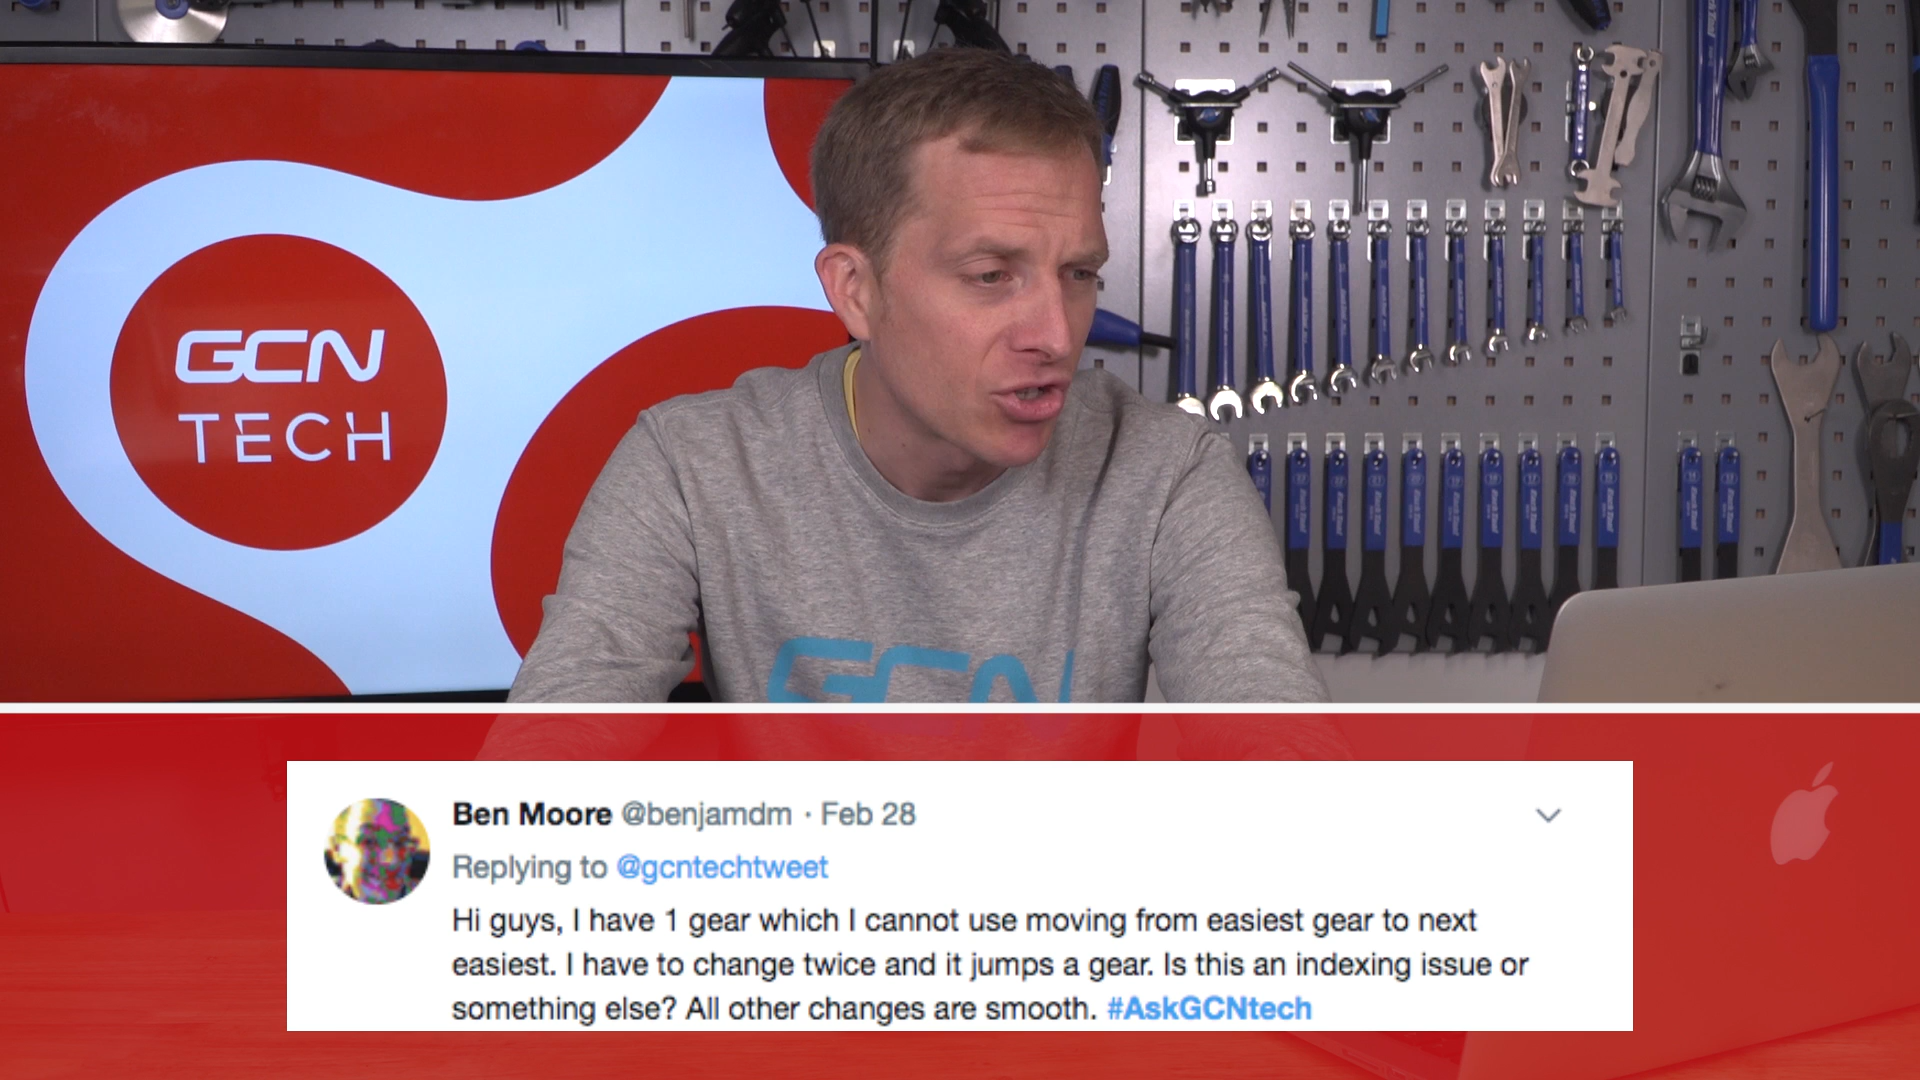 GCN
TECH
GCN
Ben Moore @benjamdm · Feb 28
Replying to @gcntechtweet
Hi guys, I have 1 gear which I cannot use moving from easiest gear to next
easiest. I have to change twice and it jumps a gear. Is this an indexing issue or
something else? All other changes are smooth. #AskGCNtech